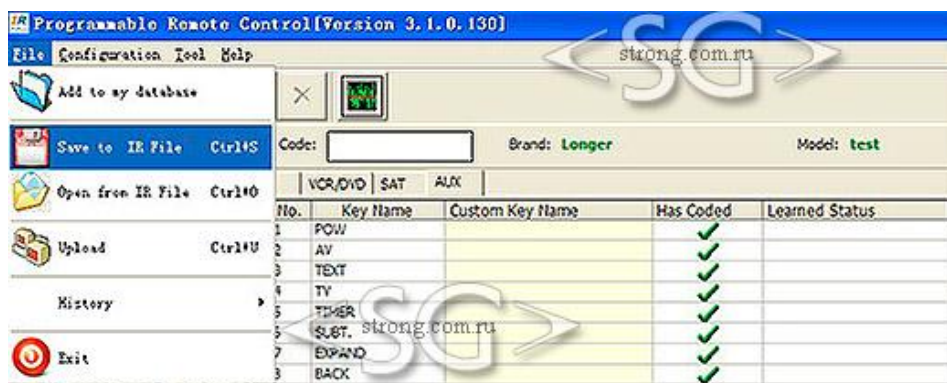 IR Programmable Remote Control[Version 3.1.0.130]
File Configuration Tool Help
<SG>
strong.com.ru
Add to my database
Save to IR File Ctrl+S
Code: Brand: Longer Model: test
Open from IR File Ctrl+O
VCR/DVD SAT AUX
No. Key Name Custom Key Name Has Coded Learned Status
1 POW
Upload Ctrl+U
2 AV
3 TEXT
4 TV
History
5 TIMER
6 SUBT.
<SG>
strong.com.ru
7 EXPAND
Exit
8 BACK